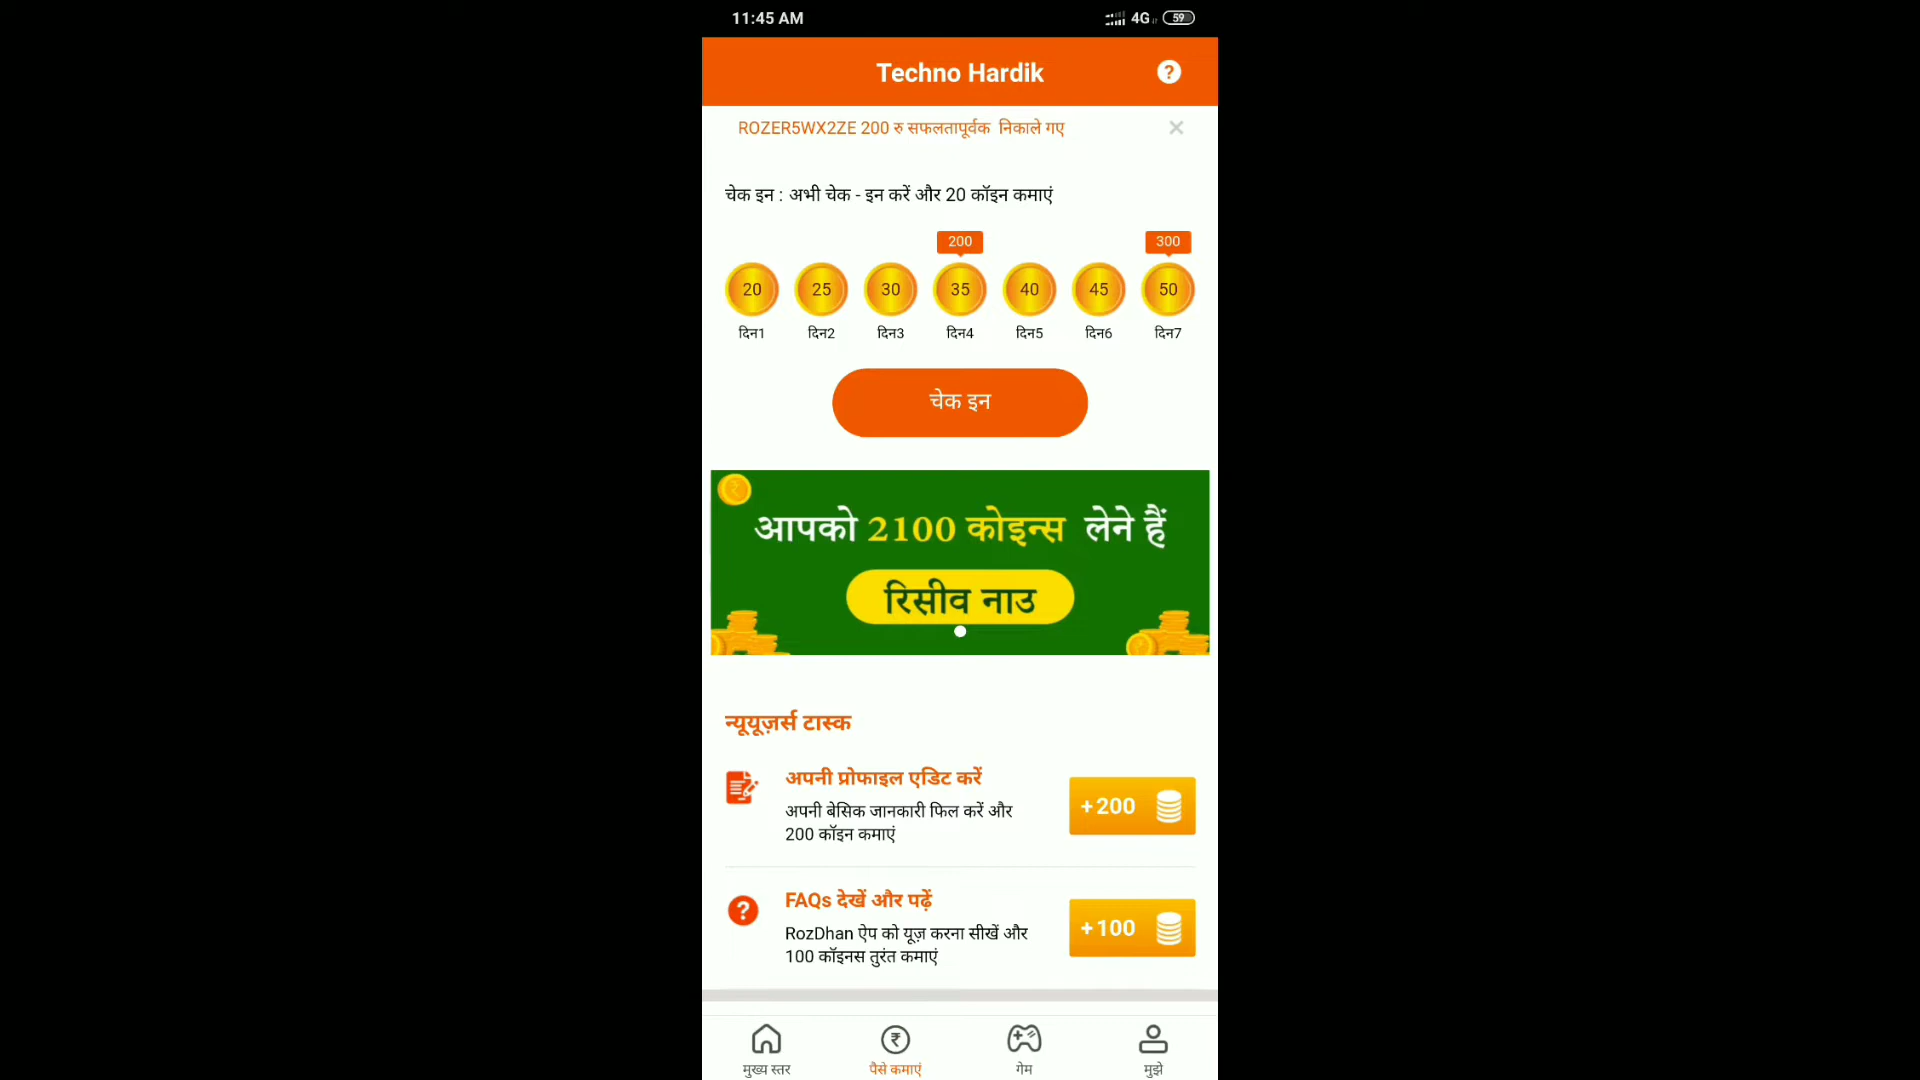 11:45 AM
4G 59
Techno Hardik
ROZER5WX2ZE 200 रु सफलतापूर्वक निकाले गए
चेक इन : अभी चेक - इन करें और 20 कॉइन कमाएं
200 300
20 25 30 35 40 45 50
दिन1 दिन2 दिन3 दिन4 दिन5 दिन6 दिन7
चेक इन
आपको 2100 कोइन्स लेने हैं
रिसीव नाउ
न्यूयूज़र्स टास्क
अपनी प्रोफाइल एडिट करें
अपनी बेसिक जानकारी फिल करें और
200 कॉइन कमाएं
+200
FAQs देखें और पढ़ें
RozDhan ऐप को यूज़ करना सीखें और
100 कॉइनस तुरंत कमाएं
+100
मुख्य स्तर पैसे कमाएं गेम मुझे